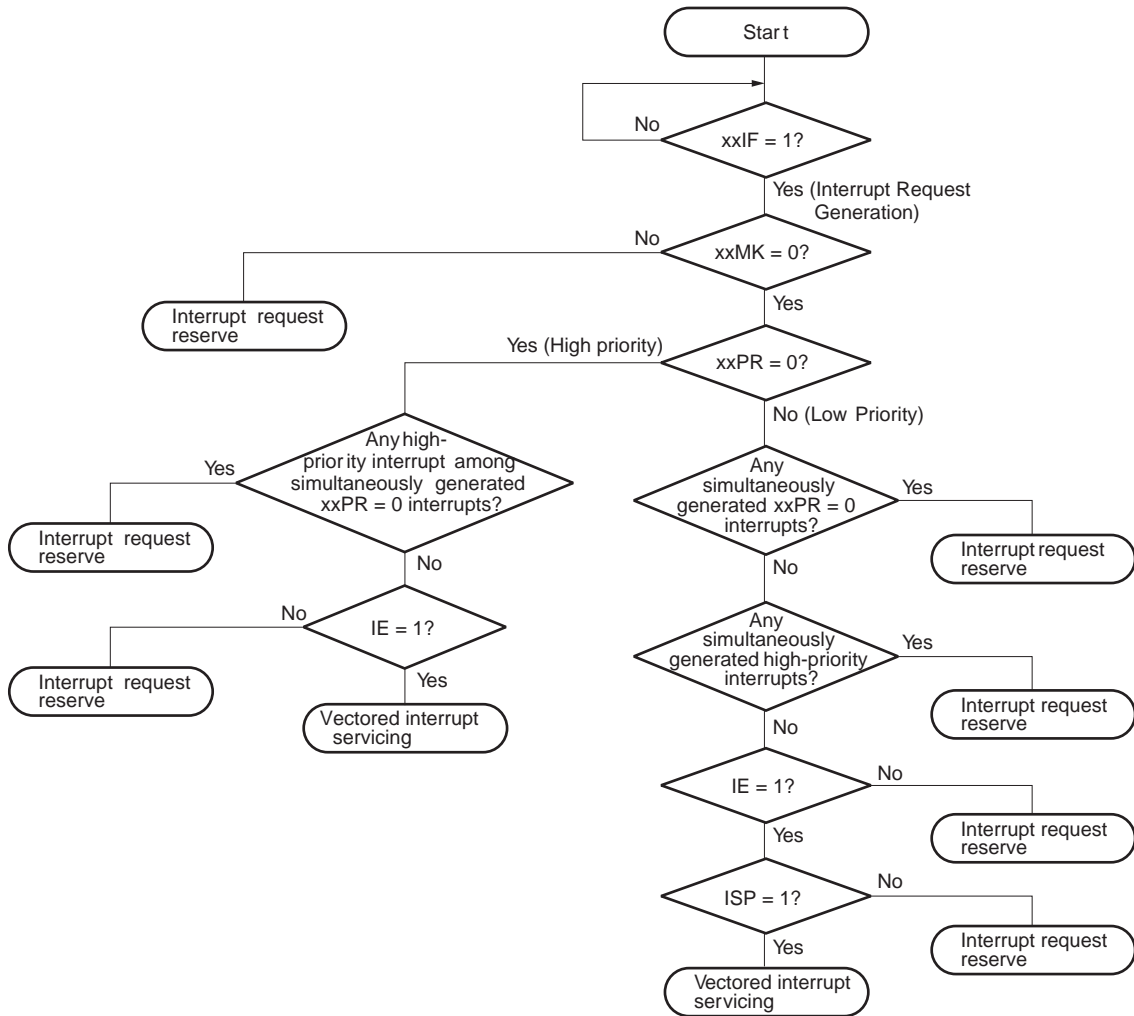 Start
No
xxIF = 1?
Yes (Interrupt Request
Generation)
No
xxMK = 0?
Interrupt request
reserve
Yes
Yes (High priority)
xxPR = 0?
No (Low Priority)
Any high-
priority interrupt among
simultaneously generated
xxPR = 0 interrupts?
Yes
Interrupt request
reserve
Any
simultaneously
generated xxPR = 0
interrupts?
Yes
Interrupt request
reserve
No
No
No
IE = 1?
Interrupt request
reserve
Yes
Vectored interrupt
servicing
Any
simultaneously
generated high-priority
interrupts?
Yes
Interrupt request
reserve
No
IE = 1?
No
Interrupt request
reserve
Yes
ISP = 1?
No
Interrupt request
reserve
Yes
Vectored interrupt
servicing